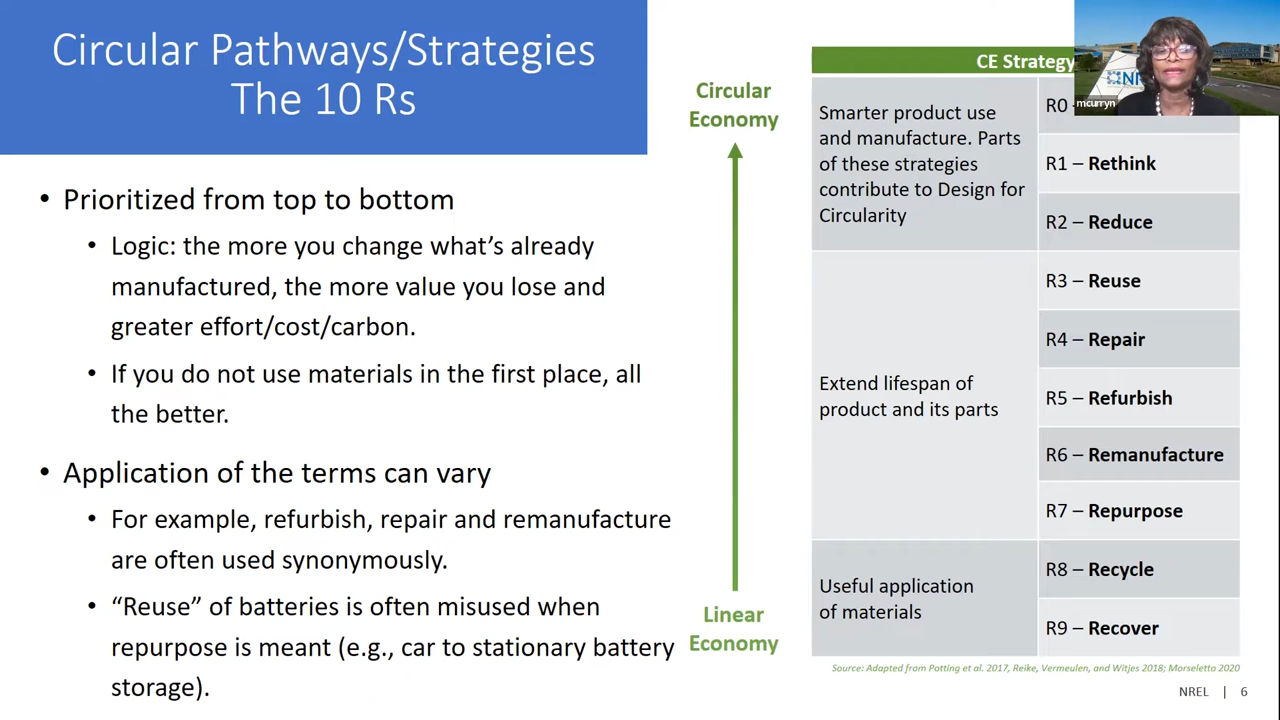 Circular Pathways/Strategies
The 10 Rs
• Prioritized from top to bottom
• Logic: the more you change what’s already
manufactured, the more value you lose and
greater effort/cost/carbon.
• If you do not use materials in the first place, all
the better.
• Application of the terms can vary
• For example, refurbish, repair and remanufacture
are often used synonymously.
• “Reuse” of batteries is often misused when
repurpose is meant (e.g., car to stationary battery
storage).
Circular
Economy
Linear
Economy
CE Strategy
Smarter product use
and manufacture. Parts
of these strategies
contribute to Design for
Circularity
R0 –
R1 – Rethink
R2 – Reduce
Extend lifespan of
product and its parts
R3 – Reuse
R4 – Repair
R5 – Refurbish
R6 – Remanufacture
R7 – Repurpose
Useful application
of materials
R8 – Recycle
R9 – Recover
Source: Adapted from Potting et al. 2017, Reike, Vermeulen, and Witjes 2018; Morseletto 2020
NREL | 6
mcurryn